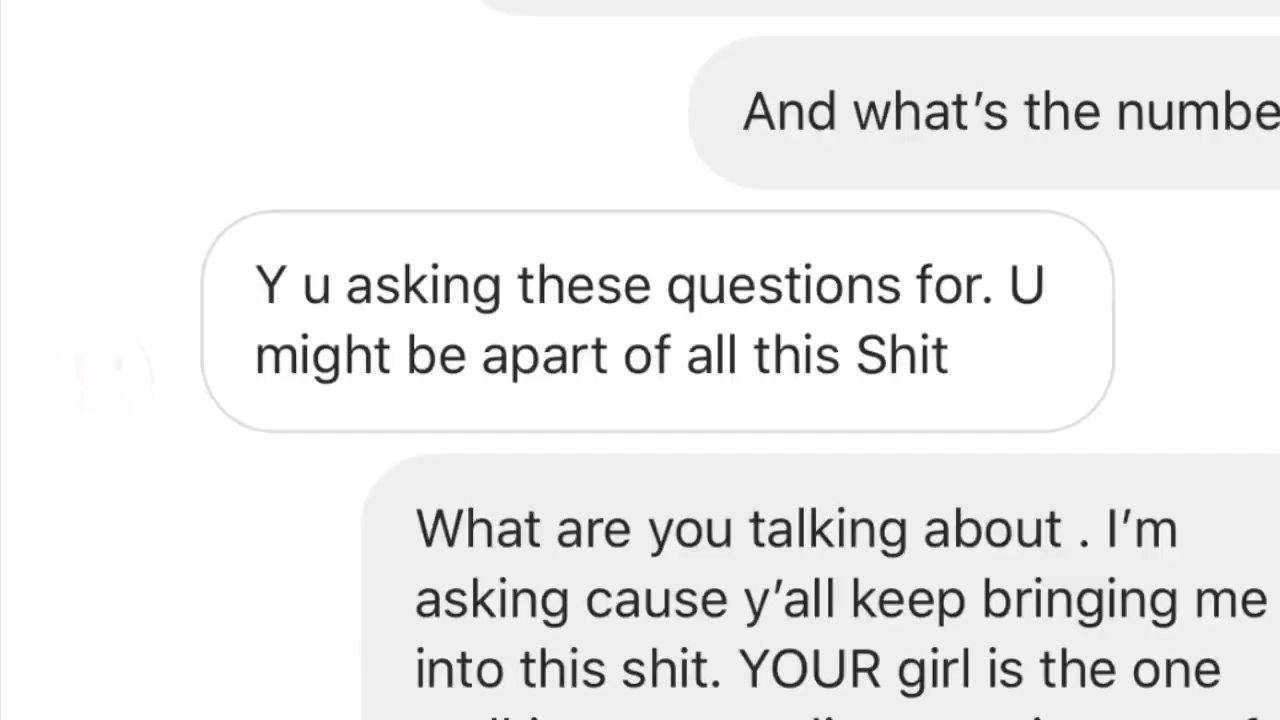 And what’s the numbe
Y u asking these questions for. U
might be apart of all this Shit
What are you talking about . I’m
asking cause y’all keep bringing me
into this shit. YOUR girl is the one